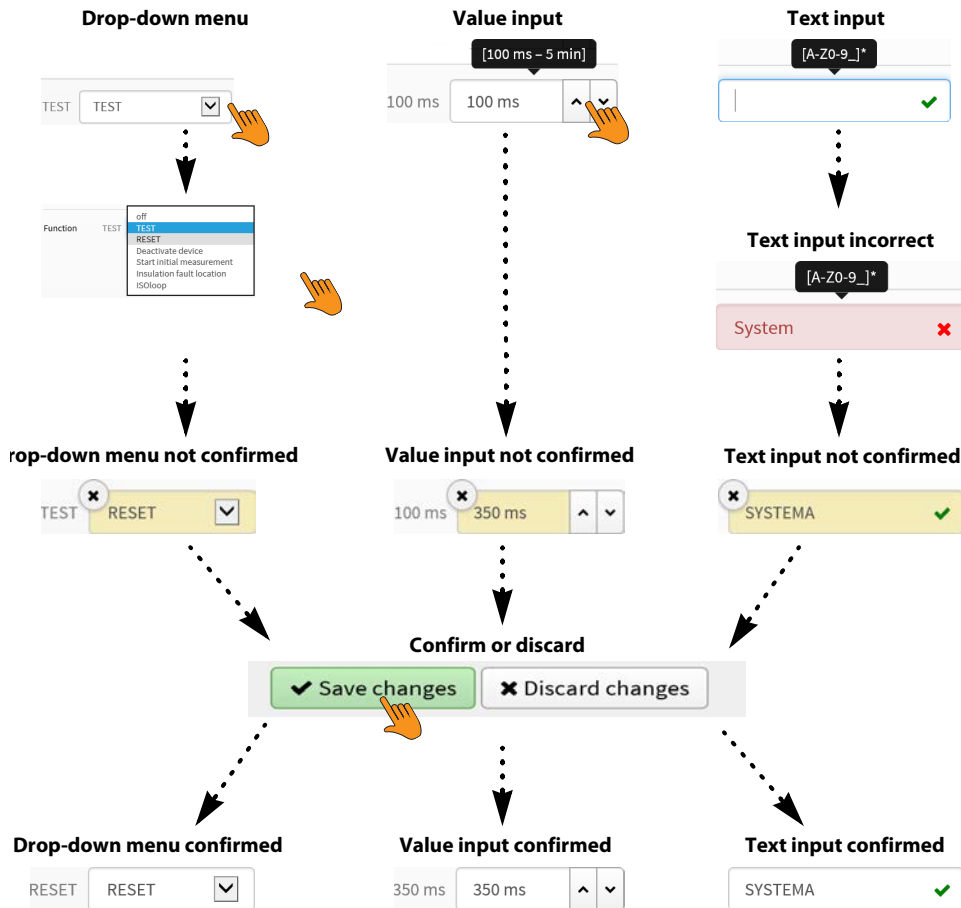 Drop-down menu
Value input
Text input
[100 ms – 5 min]
[A-Z0-9_]*
TEST TEST
100 ms 100 ms
Function TEST
off
TEST
RESET
Deactivate device
Start initial measurement
Insulation fault location
ISOloop
Text input incorrect
[A-Z0-9_]*
System
rop-down menu not confirmed
Value input not confirmed
Text input not confirmed
TEST RESET
100 ms 350 ms
SYSTEMA
Confirm or discard
Save changes Discard changes
Drop-down menu confirmed
Value input confirmed
Text input confirmed
RESET RESET
350 ms 350 ms
SYSTEMA